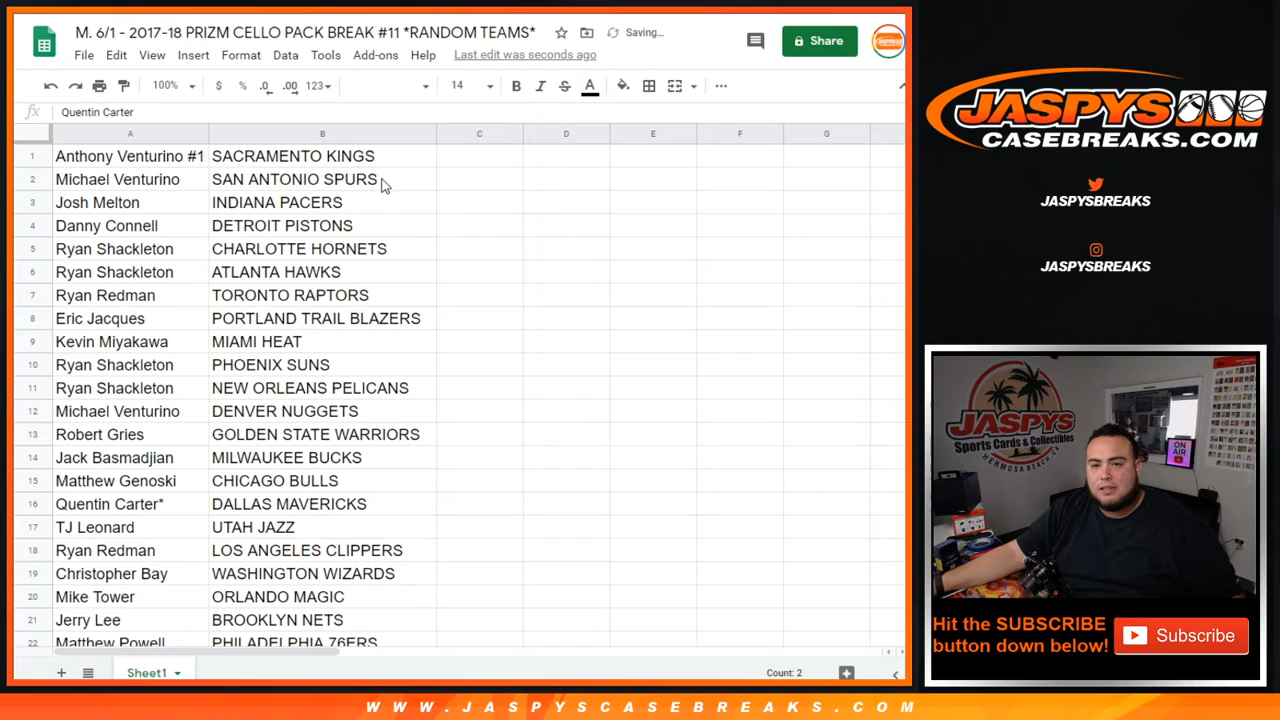 M. 6/1 - 2017-18 PRIZM CELLO PACK BREAK #11 *RANDOM TEAMS*
Saving...
File Edit View Insert Format Data Tools Add-ons Help Last edit was seconds ago
Share
100% $ % .0 .00 123 14 B I S A
fx Quentin Carter
A B C D E F G
1 Anthony Venturino #1 SACRAMENTO KINGS
2 Michael Venturino SAN ANTONIO SPURS
3 Josh Melton INDIANA PACERS
4 Danny Connell DETROIT PISTONS
5 Ryan Shackleton CHARLOTTE HORNETS
6 Ryan Shackleton ATLANTA HAWKS
7 Ryan Redman TORONTO RAPTORS
8 Eric Jacques PORTLAND TRAIL BLAZERS
9 Kevin Miyakawa MIAMI HEAT
10 Ryan Shackleton PHOENIX SUNS
11 Ryan Shackleton NEW ORLEANS PELICANS
12 Michael Venturino DENVER NUGGETS
13 Robert Gries GOLDEN STATE WARRIORS
14 Jack Basmadjian MILWAUKEE BUCKS
15 Matthew Genoski CHICAGO BULLS
16 Quentin Carter* DALLAS MAVERICKS
17 TJ Leonard UTAH JAZZ
18 Ryan Redman LOS ANGELES CLIPPERS
19 Christopher Bay WASHINGTON WIZARDS
20 Mike Tower ORLANDO MAGIC
21 Jerry Lee BROOKLYN NETS
22 Matthew Powell PHILADELPHIA 76ERS
Sheet1
Count: 2
JASPYS
CASEBREAKS.COM
JASPYSBREAKS
JASPYSBREAKS
JASPYS
Sports Cards & Collectibles
HERMOSA BEACH CA
ON AIR
Hit the SUBSCRIBE
button down below!
Subscribe
WWW.JASPYSCASEBREAKS.COM